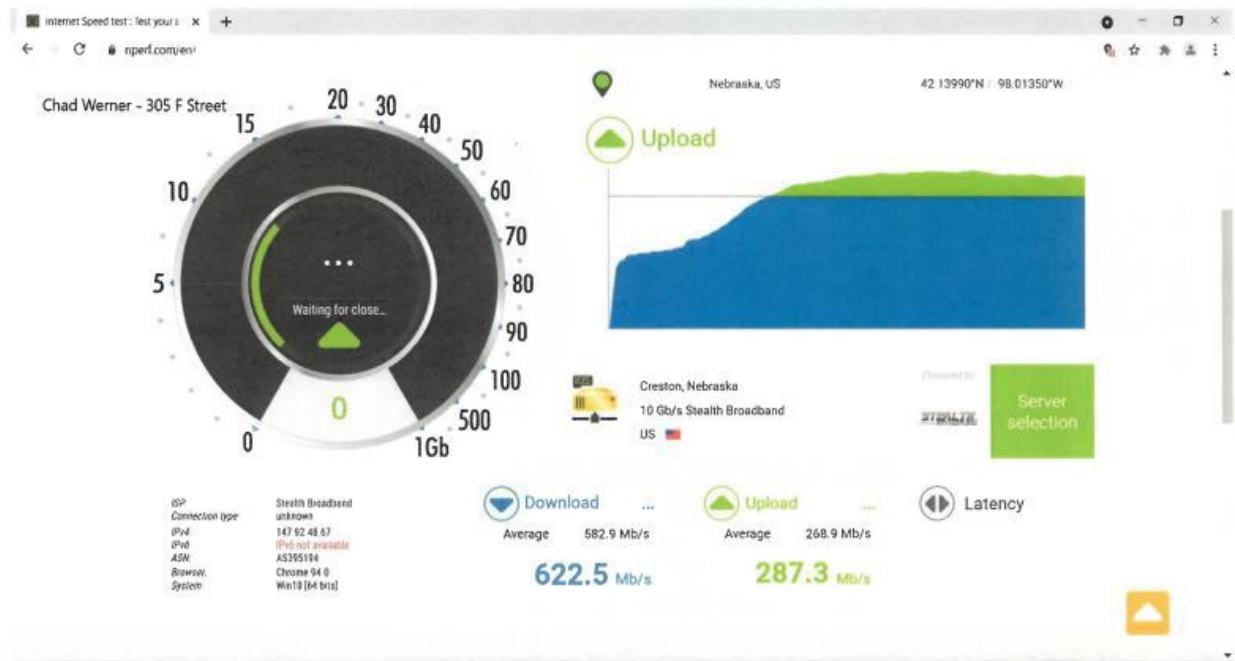 internet Speed test : Test your i
nperf.com/en/
Chad Werner - 305 F Street
Nebraska, US
42.13990°N / 98.01350°W
Upload
0
5
10
15
20
30
40
50
60
70
80
90
100
500
1Gb
...
Waiting for close...
0
Creston, Nebraska
10 Gb/s Stealth Broadband
US
Powered by
STEALTH
Server
selection
ISP Stealth Broadband
Connection type unknown
IPv4 147 92 48.67
IPv6 IPv6 not available
ASN. AS395194
Browser. Chrome 94 0
System Win10 [64 bits]
Download ...
Average 582.9 Mb/s
622.5 Mb/s
Upload ...
Average 268.9 Mb/s
287.3 Mb/s
Latency